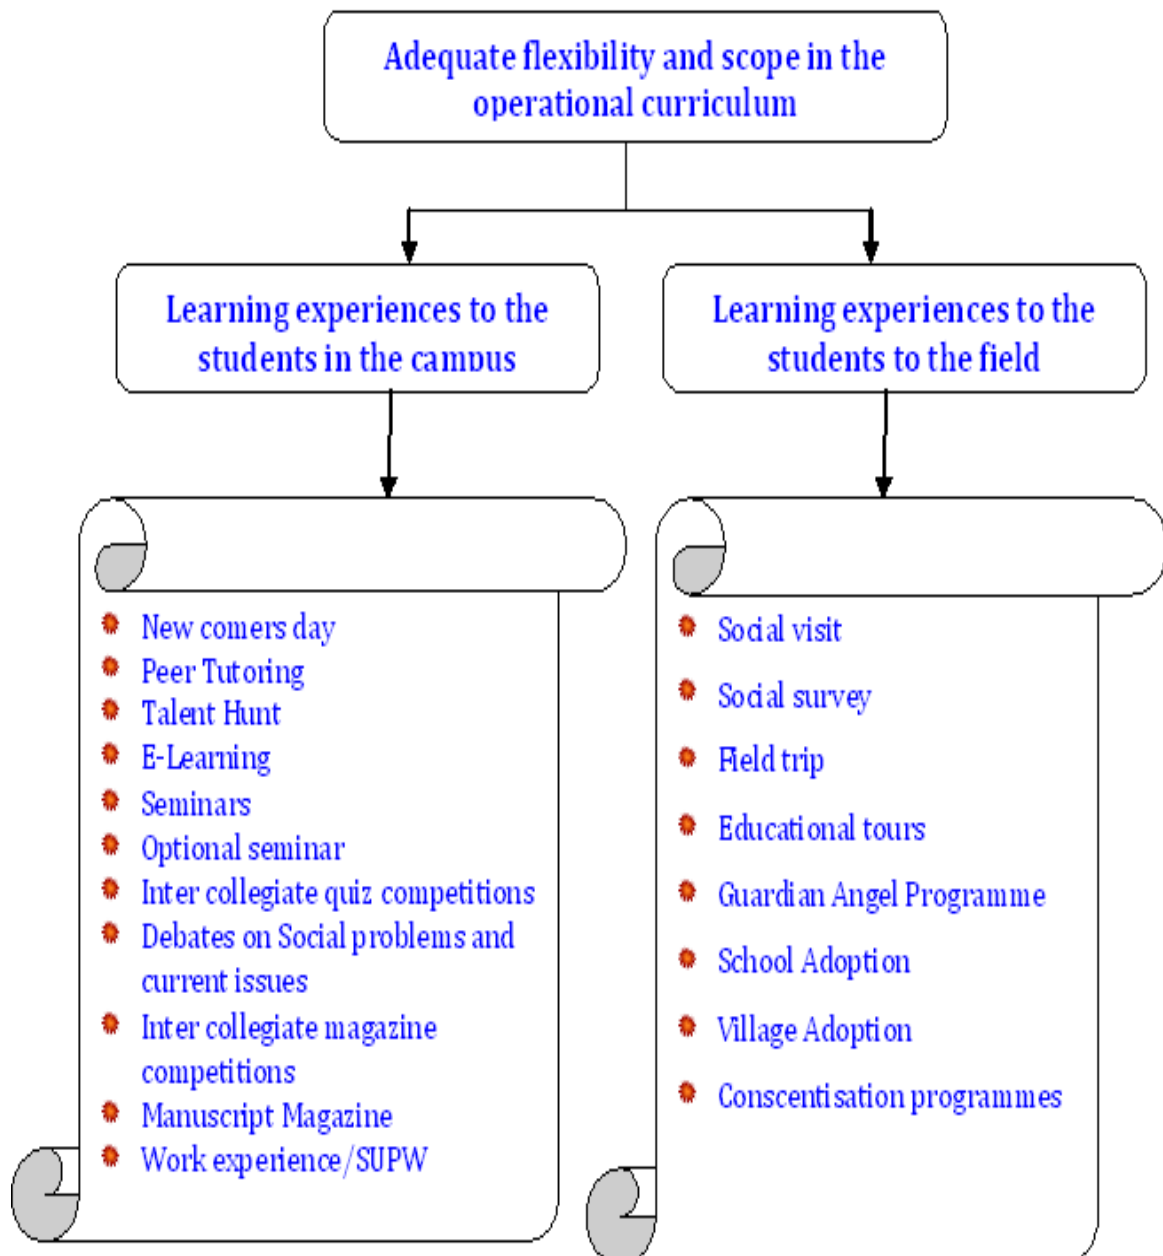 Adequate flexibility and scope in the
operational curriculum
Learning experiences to the
students in the campus
Learning experiences to the
students to the field
New comers day
Peer Tutoring
Talent Hunt
E-Learning
Seminars
Optional seminar
Inter collegiate quiz competitions
Debates on Social problems and
current issues
Inter collegiate magazine
competitions
Manuscript Magazine
Work experience/SUPW
Social visit
Social survey
Field trip
Educational tours
Guardian Angel Programme
School Adoption
Village Adoption
Conscentisation programmes